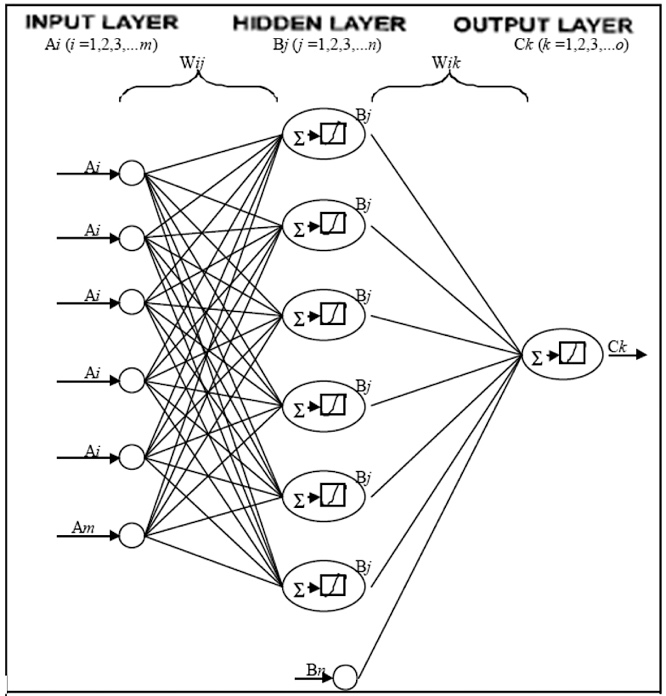 INPUT LAYER HIDDEN LAYER OUTPUT LAYER
Ai (i =1,2,3,...m) Bj (j =1,2,3,...n) Ck (k =1,2,3,...o)
Wij Wik
Bj
Σ
Ai
Bj
Σ
Ai
Bj
Σ
Ai
Σ
Ck
Bj
Σ
Ai
Bj
Σ
Ai
Am
Bj
Σ
Bn